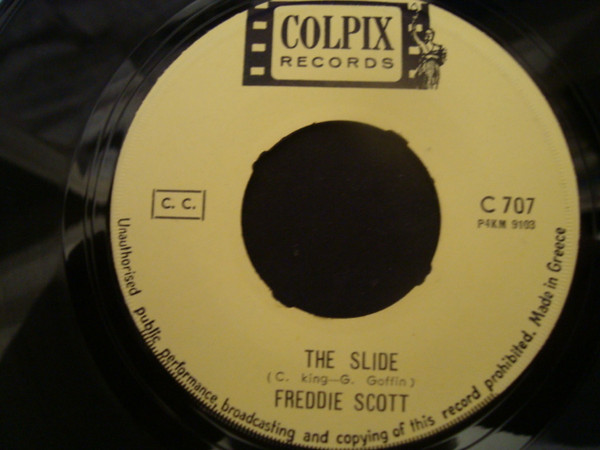 COLPIX
RECORDS
C. C.
C 707
P4KM 9103
THE SLIDE
(C. king—G. Goffin)
FREDDIE SCOTT
Unauthorised public performance, broadcasting and copying of this record prohibited. Made in Greece